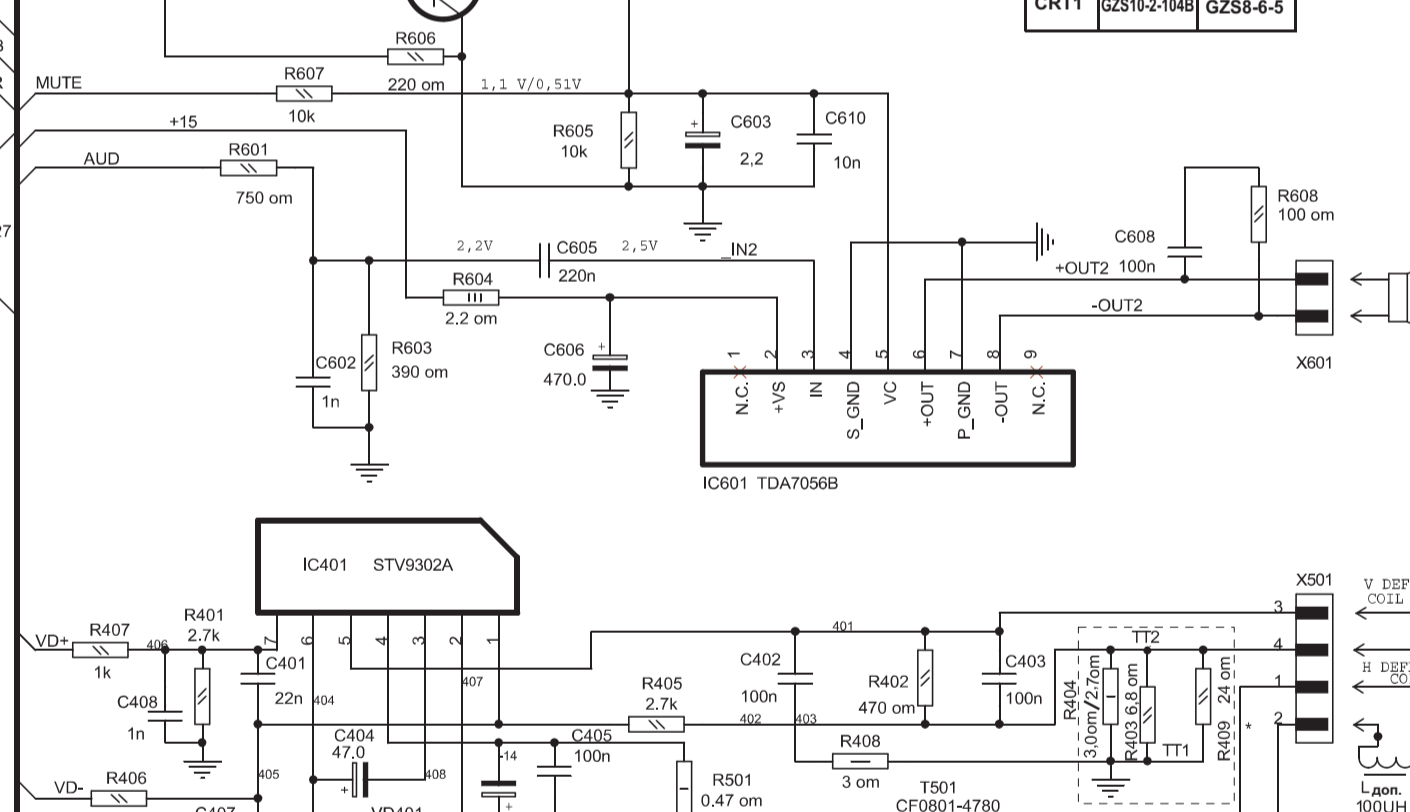 CRT1 GZS10-2-104B GZS8-6-5
R606
220 om
MUTE
R607
10k
1,1 V/0,51V
+15
R605
10k
+
C603
2,2
C610
10n
AUD
R601
750 om
27
R608
100 om
C608
100n
2,2V
C605
220n
2,5V
_IN2
+OUT2
R604
2.2 om
-OUT2
X601
C602
1n
R603
390 om
C606
+
470.0
1 2 3 4 5 6 7 8 9
N.C. +VS IN S_GND VC +OUT P_GND -OUT N.C.
IC601 TDA7056B
IC401 STV9302A
7 6 5 4 3 2 1
VD+
R407
1k
406
R401
2.7k
C401
22n
C408
1n
404
407
401
C402
100n
R402
470 om
C403
100n
R405
2.7k
402
403
C404
47.0
+
408
405
-14
+
C405
100n
R408
3 om
R501
0.47 om
T501
CF0801-4780
VD-
R406
C407
VD401
TT2
R404
3,0om/2.7om
R403 6,8 om
TT1
R409 24 om
*
X501
3
4
1
2
V DEF
COIL
H DEF
CO
L доп.
100UH